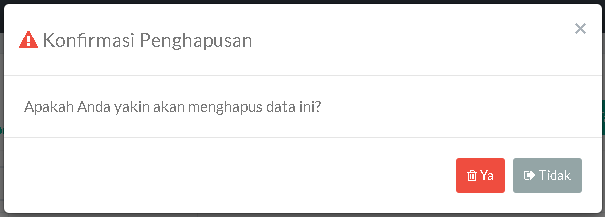 Konfirmasi Penghapusan
×
Apakah Anda yakin akan menghapus data ini?
Ya
Tidak